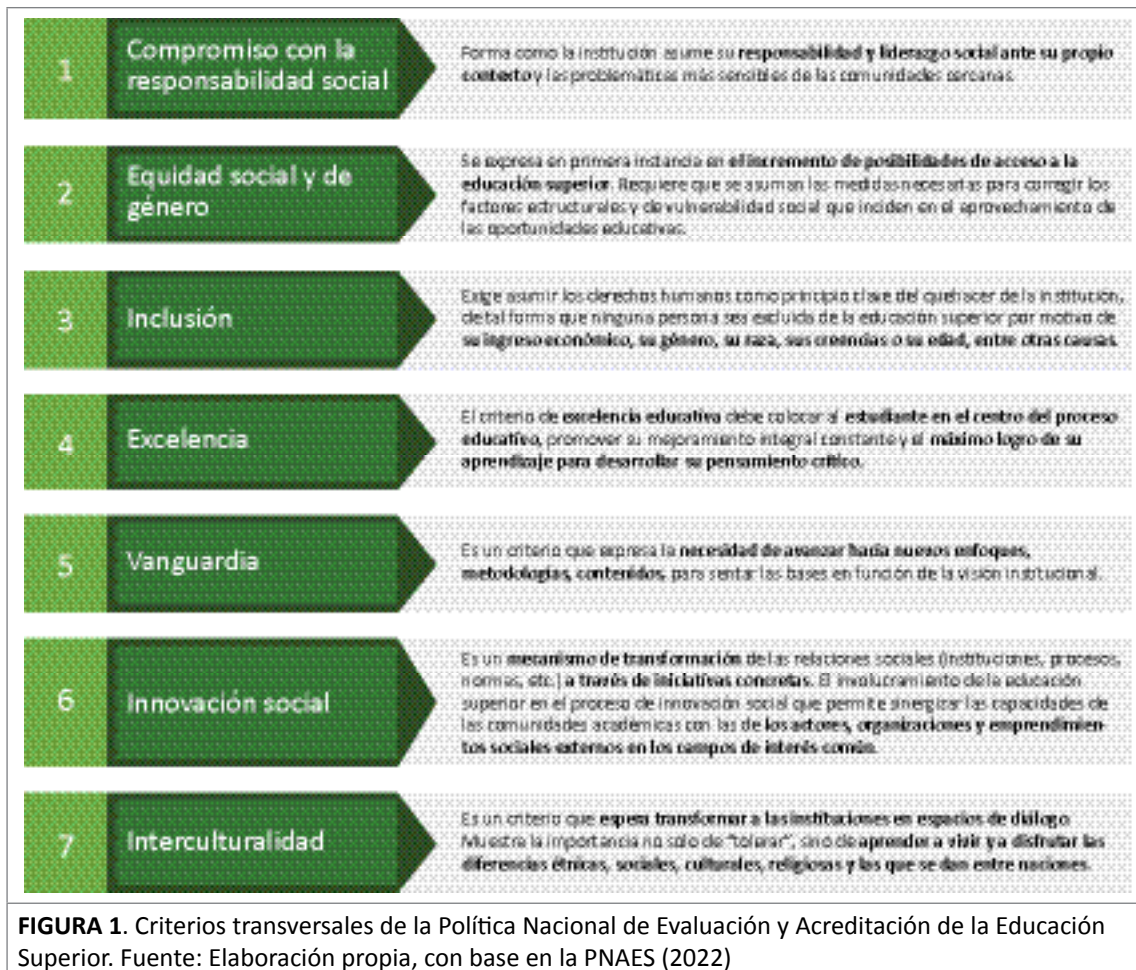 1
Compromiso con la
responsabilidad social
Forma como la institución asume su responsabilidad y liderazgo social ante su propio
contexto y las problemáticas más sensibles de las comunidades cercanas.
2
Equidad social y de
género
Se expresa en primera instancia en el incremento de posibilidades de acceso a la
educación superior. Requiere que se asuman las medidas necesarias para corregir los
factores estructurales y de vulnerabilidad social que inciden en el aprovechamiento de
las oportunidades educativas.
3
Inclusión
Exige asumir los derechos humanos como principio clave del quehacer de la institución,
de tal forma que ninguna persona sea excluida de la educación superior por motivo de
su ingreso económico, su género, su raza, sus creencias o su edad, entre otras causas.
4
Excelencia
El criterio de excelencia educativa debe colocar al estudiante en el centro del proceso
educativo, promover su mejoramiento integral constante y el máximo logro de su
aprendizaje para desarrollar su pensamiento crítico.
5
Vanguardia
Es un criterio que expresa la necesidad de avanzar hacia nuevos enfoques,
metodologías, contenidos, para sentar las bases en función de la visión institucional.
6
Innovación social
Es un mecanismo de transformación de las relaciones sociales (instituciones, procesos,
normas, etc.) a través de iniciativas concretas. El involucramiento de la educación
superior en el proceso de innovación social que permite sinergizar las capacidades de
las comunidades académicas con las de los actores, organizaciones y emprendimien-
tos sociales externos en los campos de interés común.
7
Interculturalidad
Es un criterio que espera transformar a las instituciones en espacios de diálogo
Muestra la importancia no solo de "tolerar", sino de aprender a vivir y a disfrutar las
diferencias étnicas, sociales, culturales, religiosas y las que se dan entre naciones.
FIGURA 1. Criterios transversales de la Política Nacional de Evaluación y Acreditación de la Educación
Superior. Fuente: Elaboración propia, con base en la PNAES (2022)